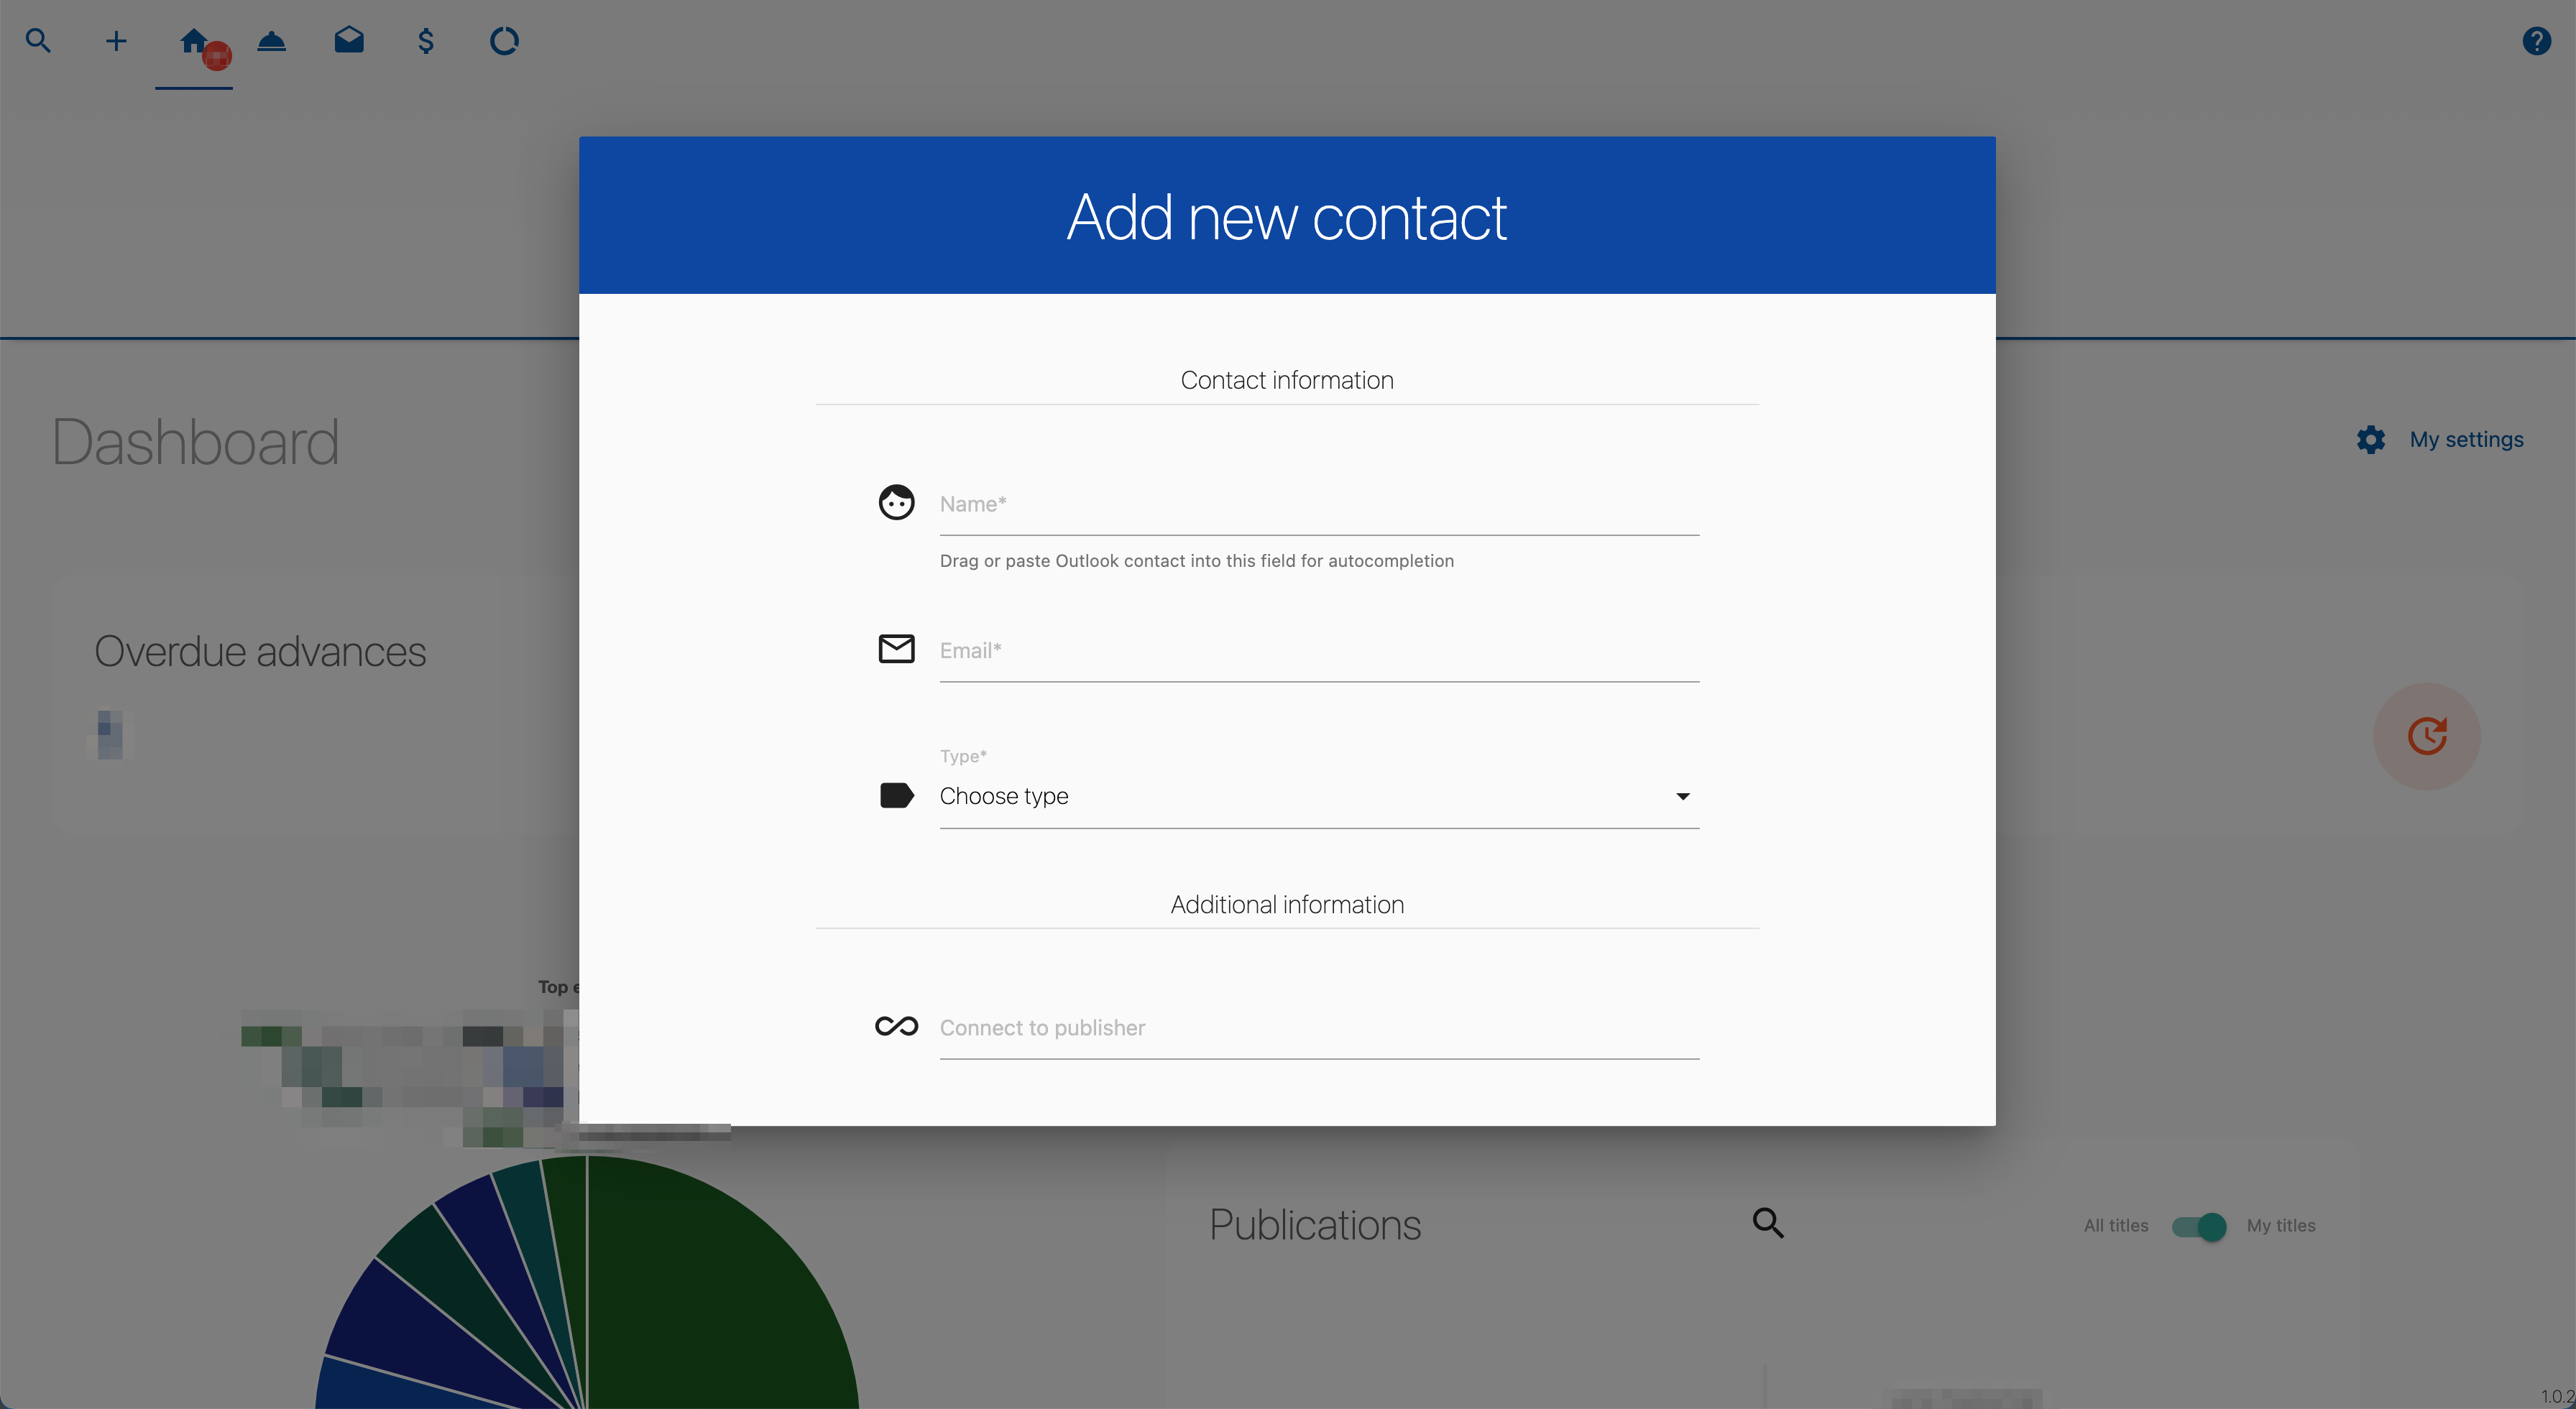 Add new contact
Contact information
Dashboard
My settings
Name*
Drag or paste Outlook contact into this field for autocompletion
Overdue advances
Email*
Type*
Choose type
Additional information
Top
Connect to publisher
Publications
All titles
My titles
1.0.2